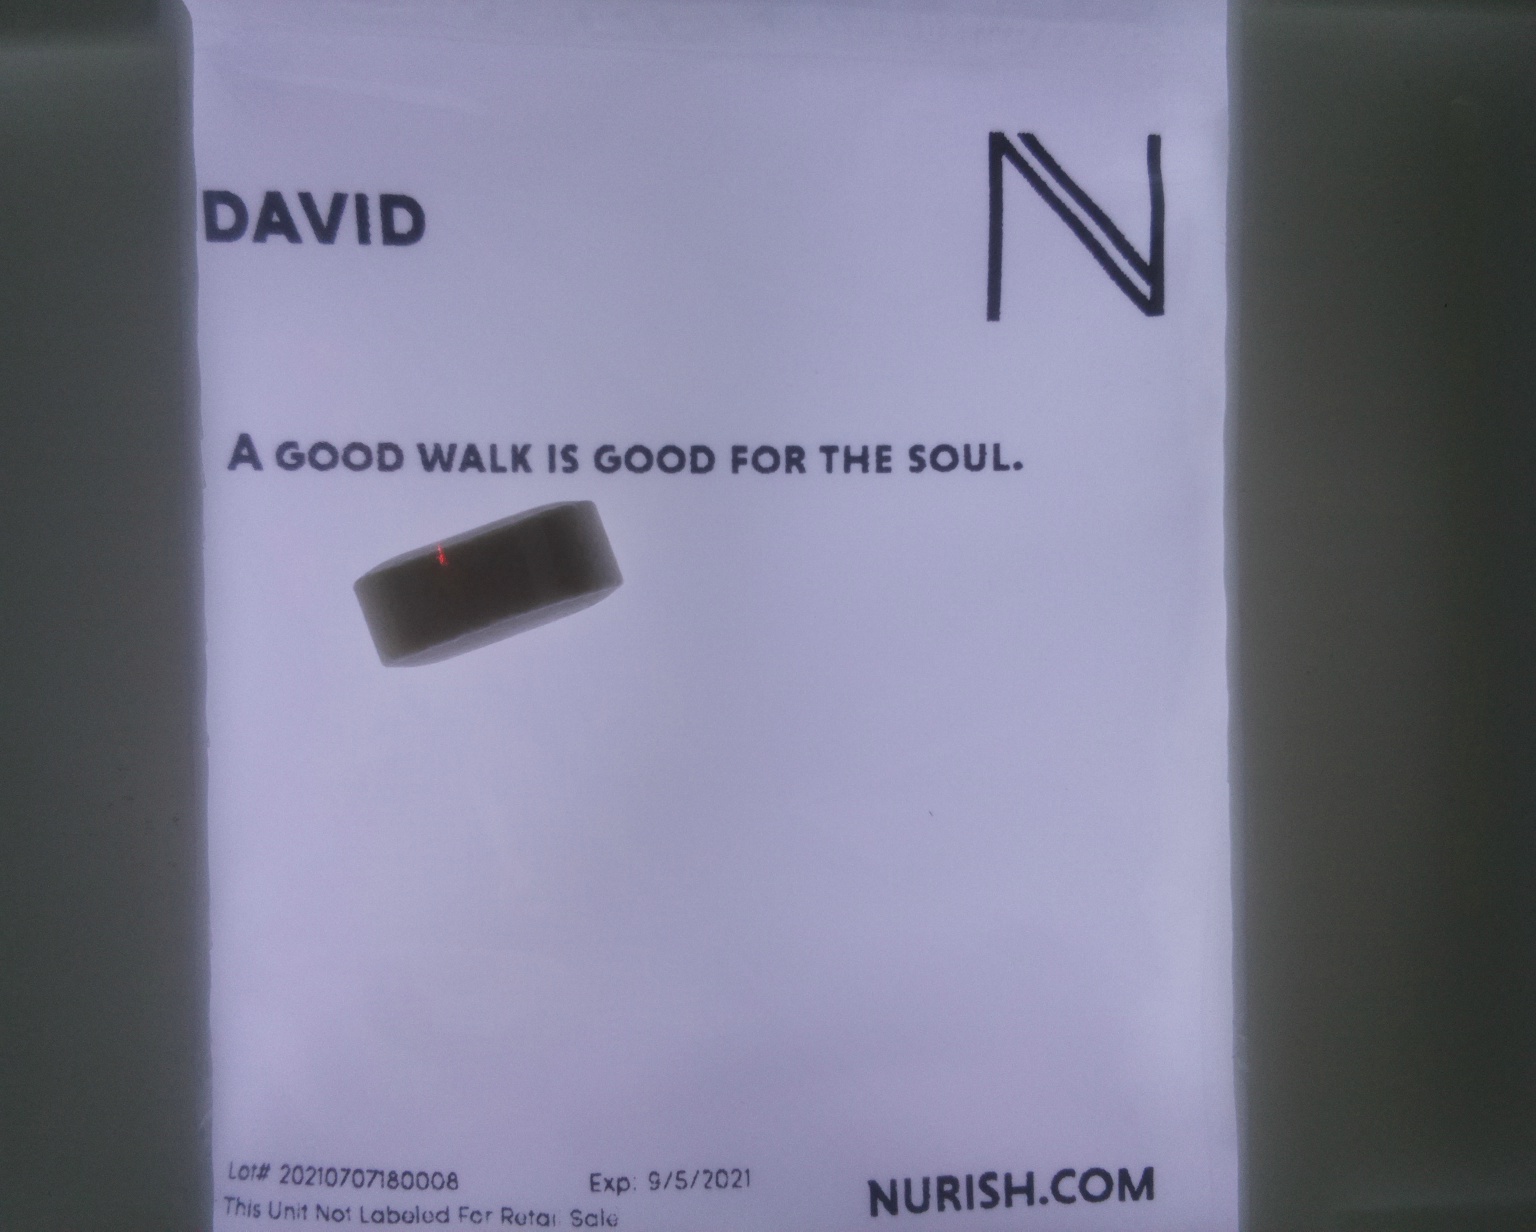 DAVID
N
A GOOD WALK IS GOOD FOR THE SOUL.
Lot# 20210707180008
Exp: 9/5/2021
NURISH.COM
This Unit Not Labeled For Retai Sale